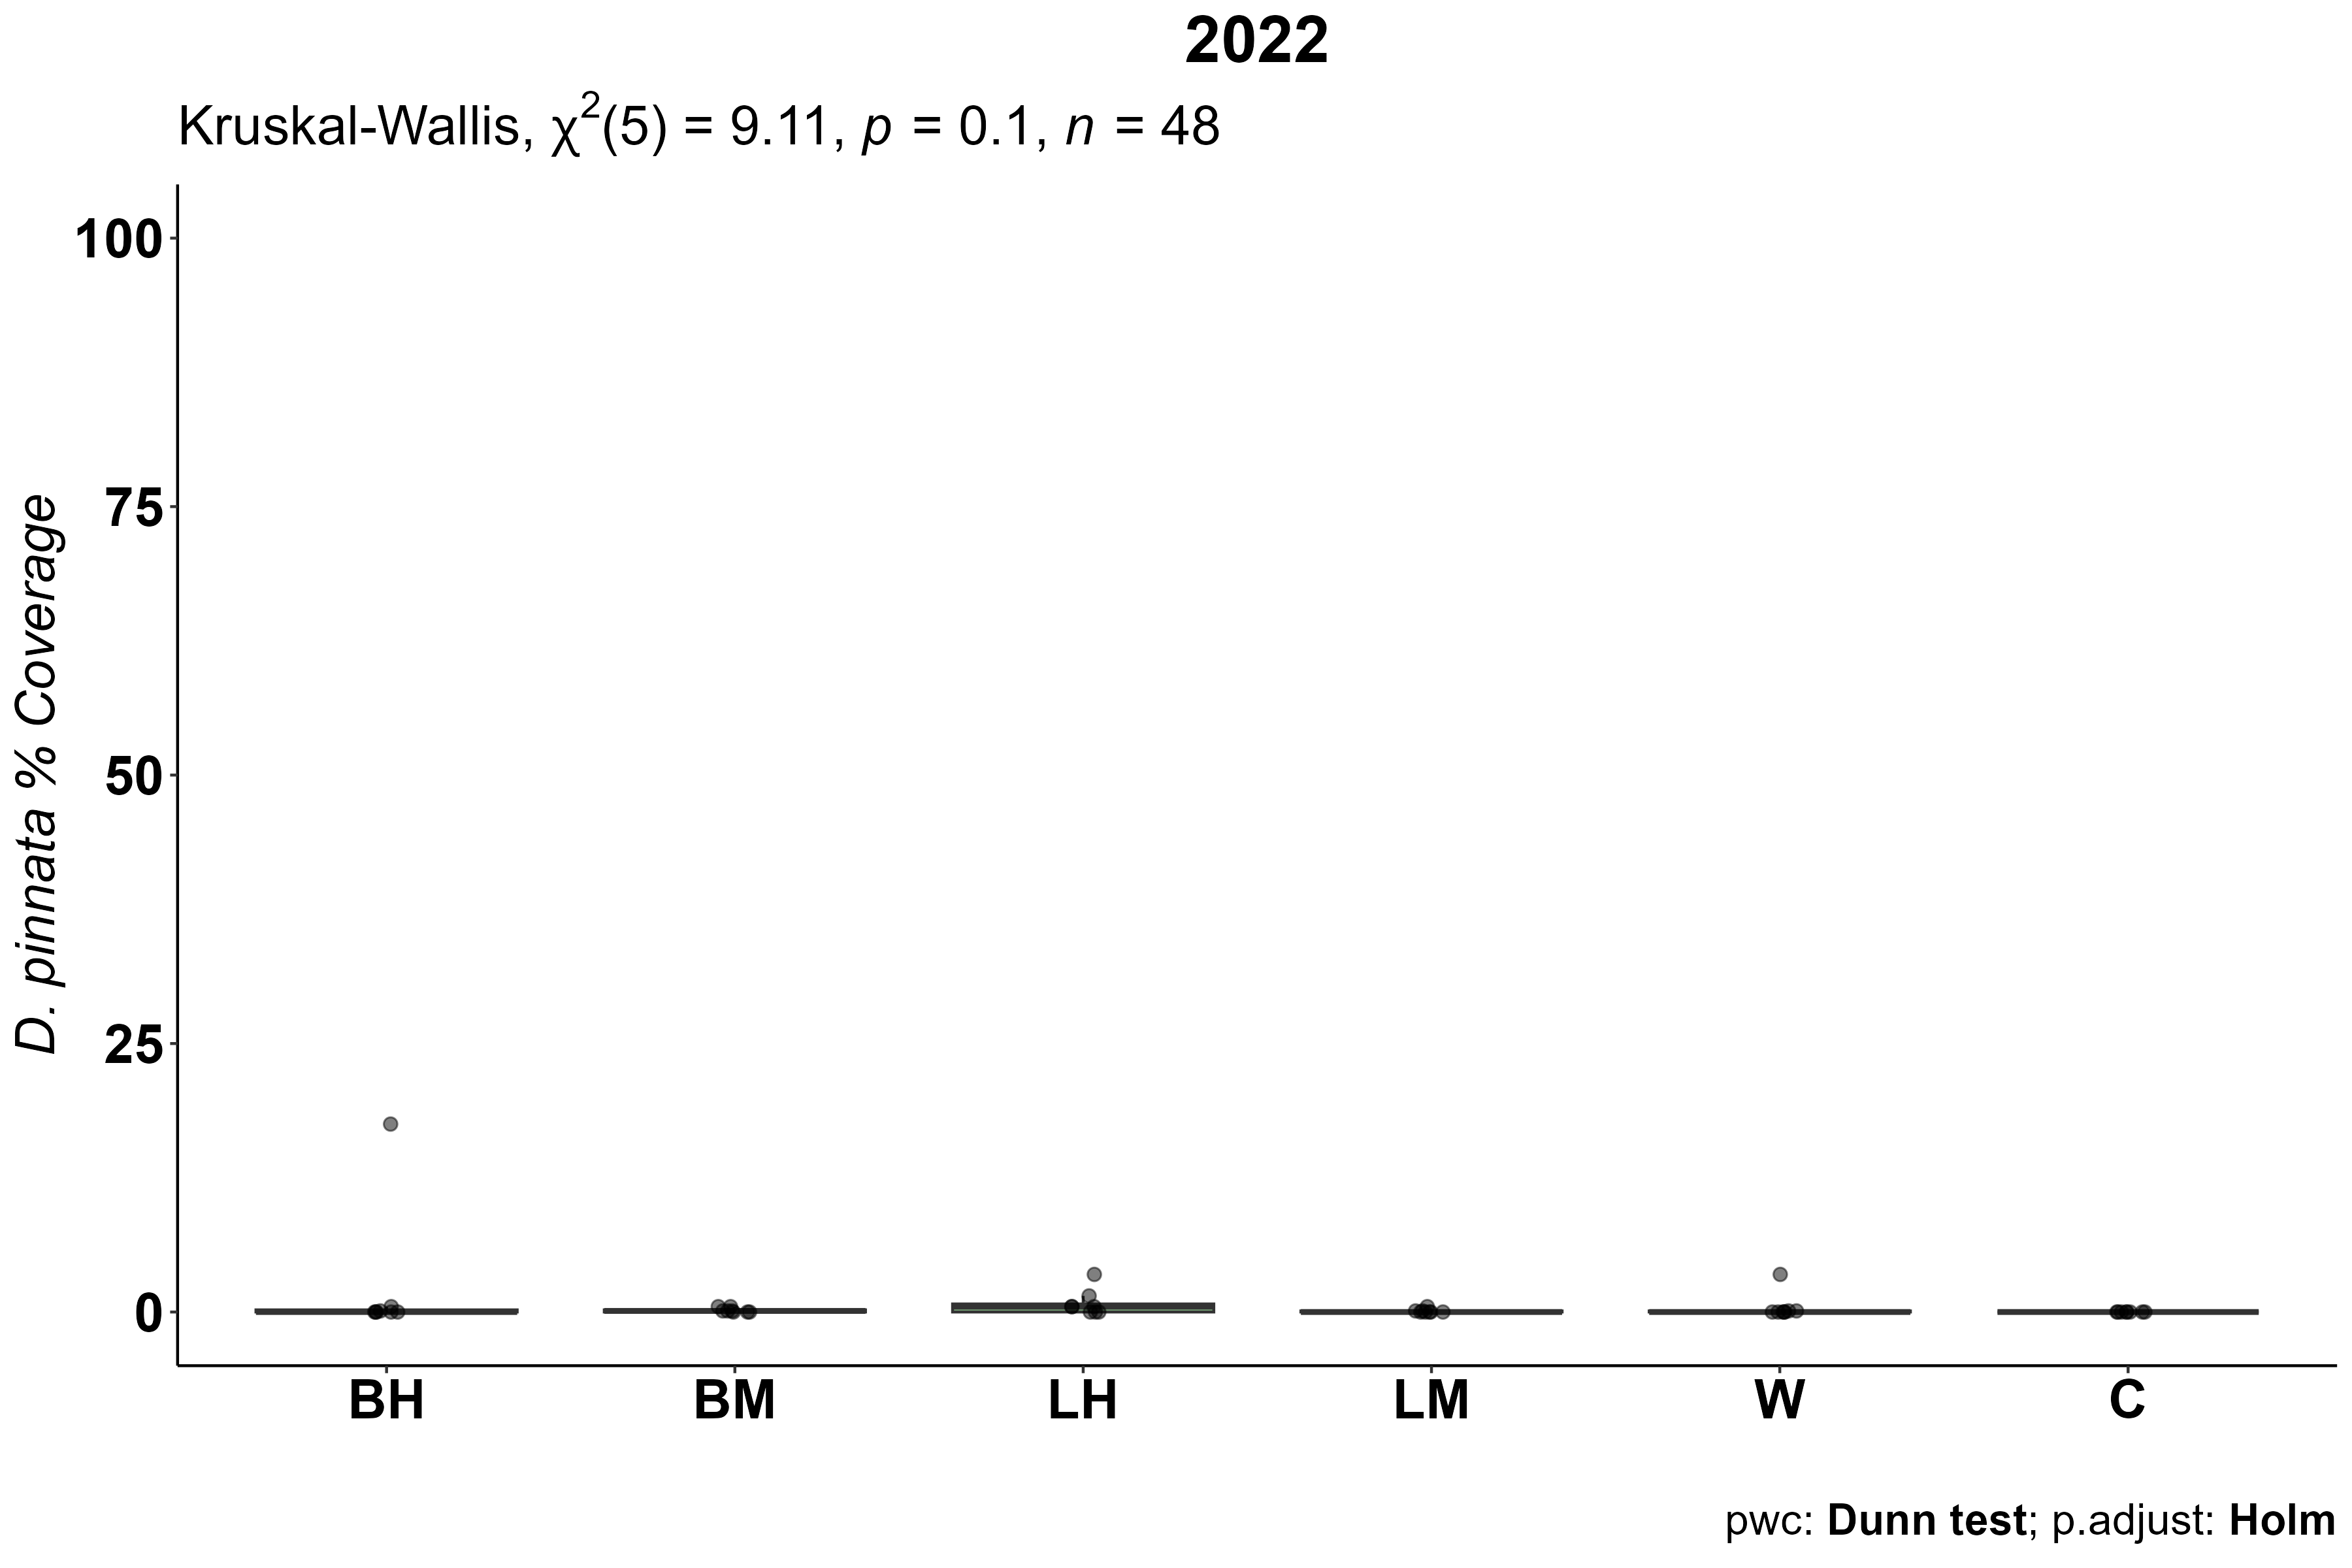 2022
Kruskal-Wallis, χ²(5) = 9.11, p = 0.1, n = 48
D. pinnata % Coverage
100
75
50
25
0
BH BM LH LM W C
pwc: Dunn test; p.adjust: Holm